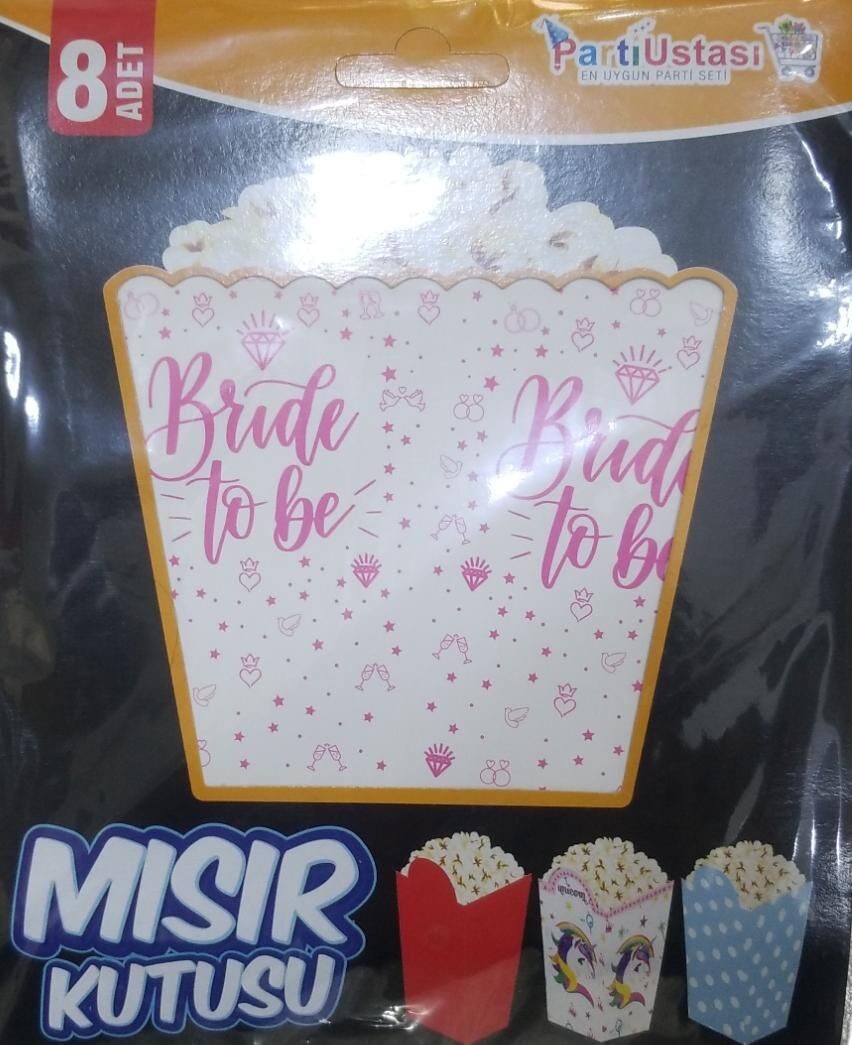 8 ADET
PartiUstası
EN UYGUN PARTİ SETİ
Bride
to be
Bride
to be
MISIR
KUTUSU